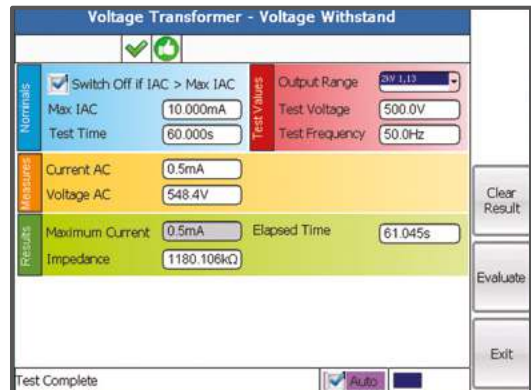 Voltage Transformer - Voltage Withstand
Nominals
Switch Off if IAC > Max IAC
Max IAC 10.000mA
Test Time 60.000s
Test Values
Output Range 2kV 1,13
Test Voltage 500.0V
Test Frequency 50.0Hz
Measures
Current AC 0.5mA
Voltage AC 548.4V
Results
Maximum Current 0.5mA Elapsed Time 61.045s
Impedance 1180.106kΩ
Clear
Result
Evaluate
Exit
Test Complete Auto